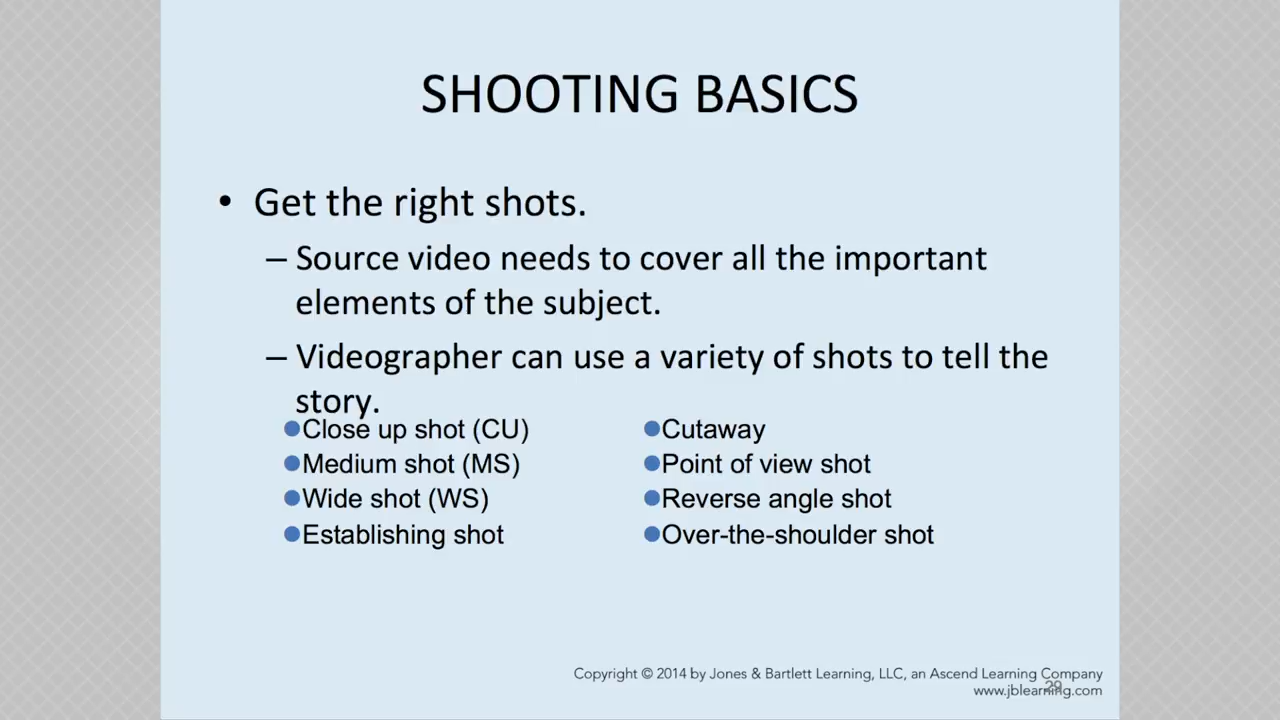 SHOOTING BASICS
• Get the right shots.
– Source video needs to cover all the important
elements of the subject.
– Videographer can use a variety of shots to tell the
story.
●Close up shot (CU)
●Medium shot (MS)
●Wide shot (WS)
●Establishing shot
●Cutaway
●Point of view shot
●Reverse angle shot
●Over-the-shoulder shot
Copyright © 2014 by Jones & Bartlett Learning, LLC, an Ascend Learning Company
www.jblearning.com
29